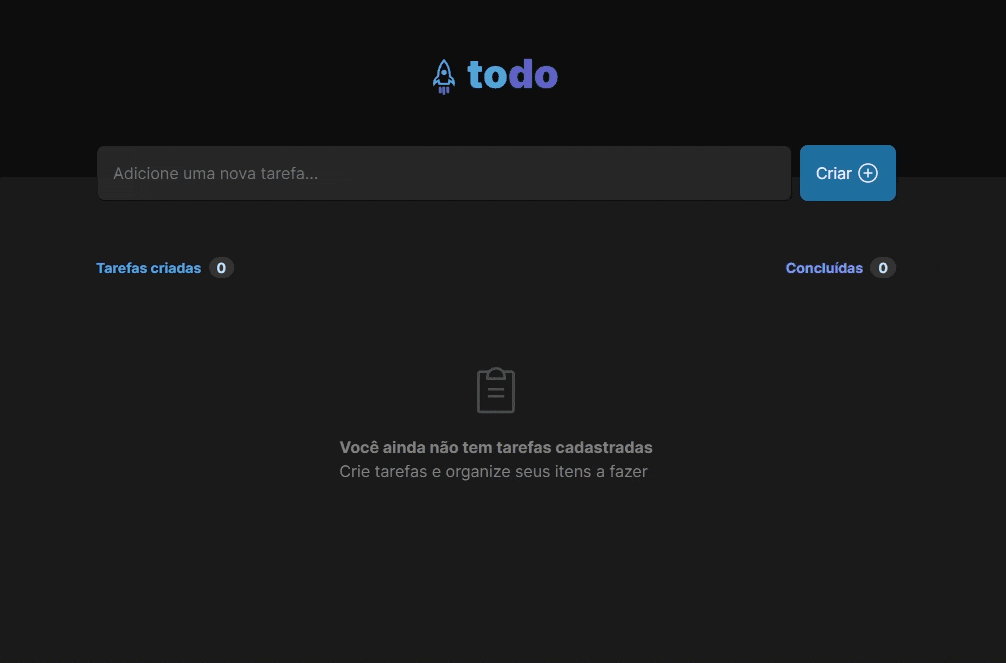 todo
Adicione uma nova tarefa...
Criar
Tarefas criadas 0
Concluídas 0
Você ainda não tem tarefas cadastradas
Crie tarefas e organize seus itens a fazer